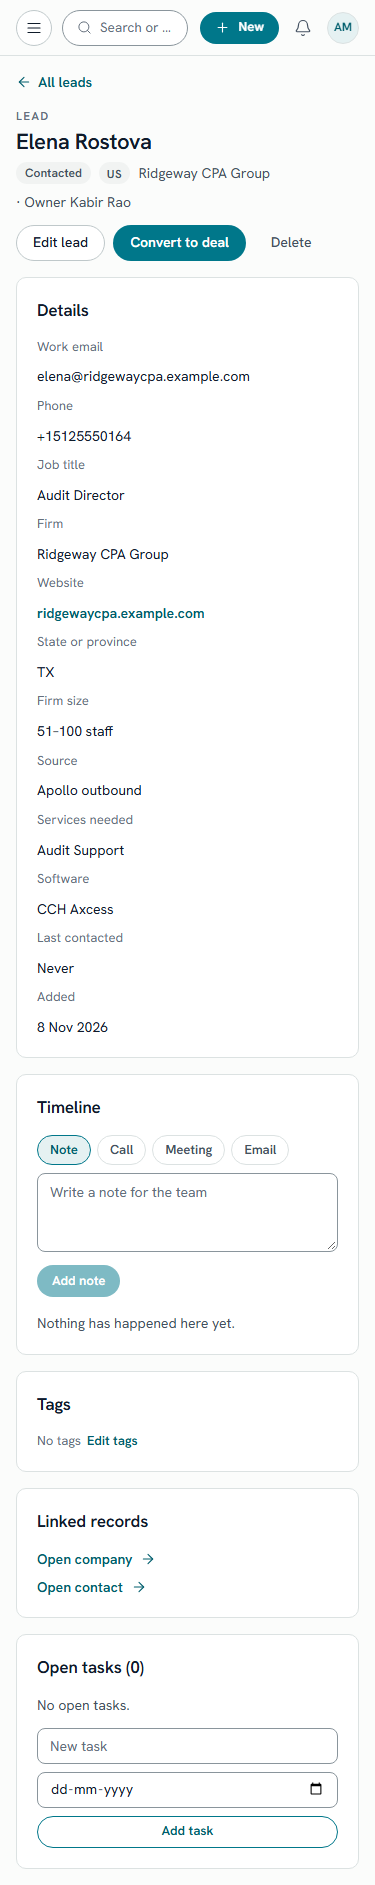 Search or ...
New
AM
All leads
LEAD
Elena Rostova
Contacted US Ridgeway CPA Group
· Owner Kabir Rao
Edit lead Convert to deal Delete
Details
Work email
elena@ridgewaycpa.example.com
Phone
+15125550164
Job title
Audit Director
Firm
Ridgeway CPA Group
Website
ridgewaycpa.example.com
State or province
TX
Firm size
51–100 staff
Source
Apollo outbound
Services needed
Audit Support
Software
CCH Axcess
Last contacted
Never
Added
8 Nov 2026
Timeline
Note Call Meeting Email
Write a note for the team
Add note
Nothing has happened here yet.
Tags
No tags Edit tags
Linked records
Open company
Open contact
Open tasks (0)
No open tasks.
New task
dd-mm-yyyy
Add task